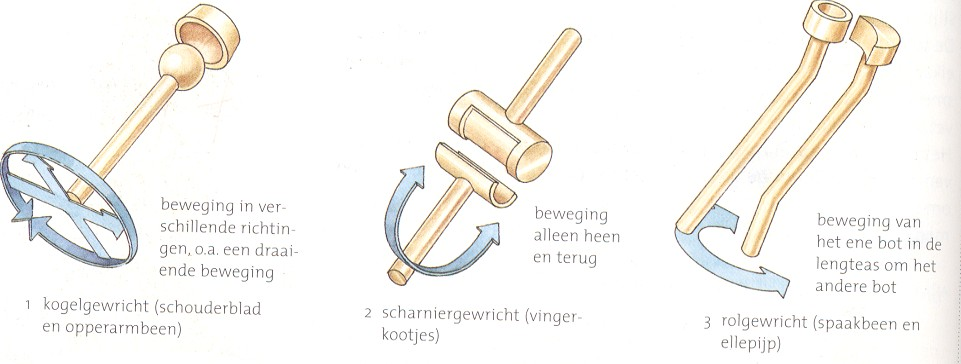 beweging in ver-
schillende richtin-
gen, o.a. een draai-
ende beweging
1 kogelgewricht (schouderblad
en opperarmbeen)
beweging
alleen heen
en terug
2 scharniergewricht (vinger-
kootjes)
beweging van
het ene bot in de
lengteas om het
andere bot
3 rolgewricht (spaakbeen en
ellepijp)